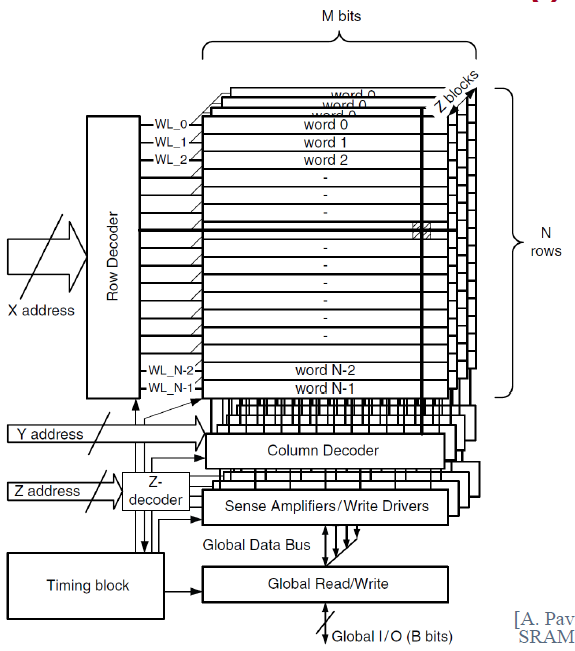 M bits
Z blocks
word 0
word 0
word 0
word 0
WL_0
word 1
WL_1
word 2
WL_2
-
-
-
-
-
-
-
-
Row Decoder
N
rows
X address
WL_N-2
word N-2
WL_N-1
word N-1
Y address
Column Decoder
Z address
Z-
decoder
Sense Amplifiers/Write Drivers
Global Data Bus
Timing block
Global Read/Write
Global I/O (B bits)
[A. Pav
SRAM